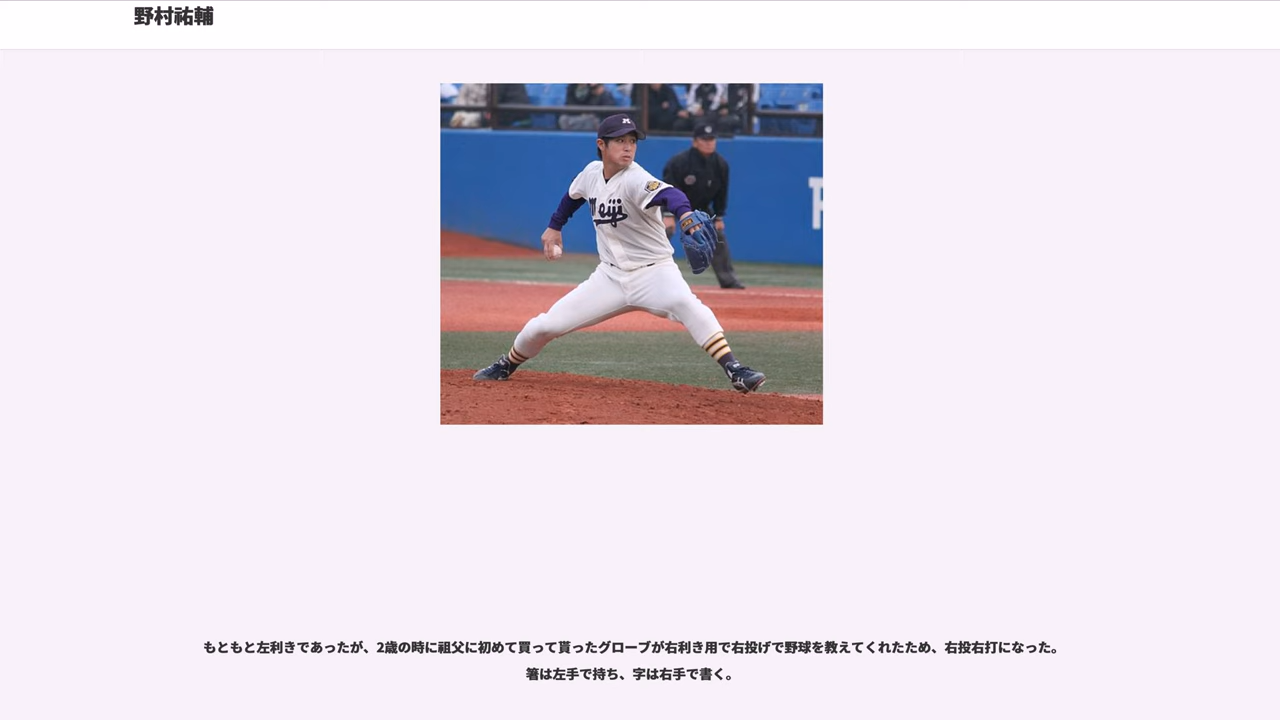 野村祐輔
Meiji
もともと左利きであったが、2歳の時に祖父に初めて買って貰ったグローブが右利き用で右投げで野球を教えてくれたため、右投右打になった。
箸は左手で持ち、字は右手で書く。